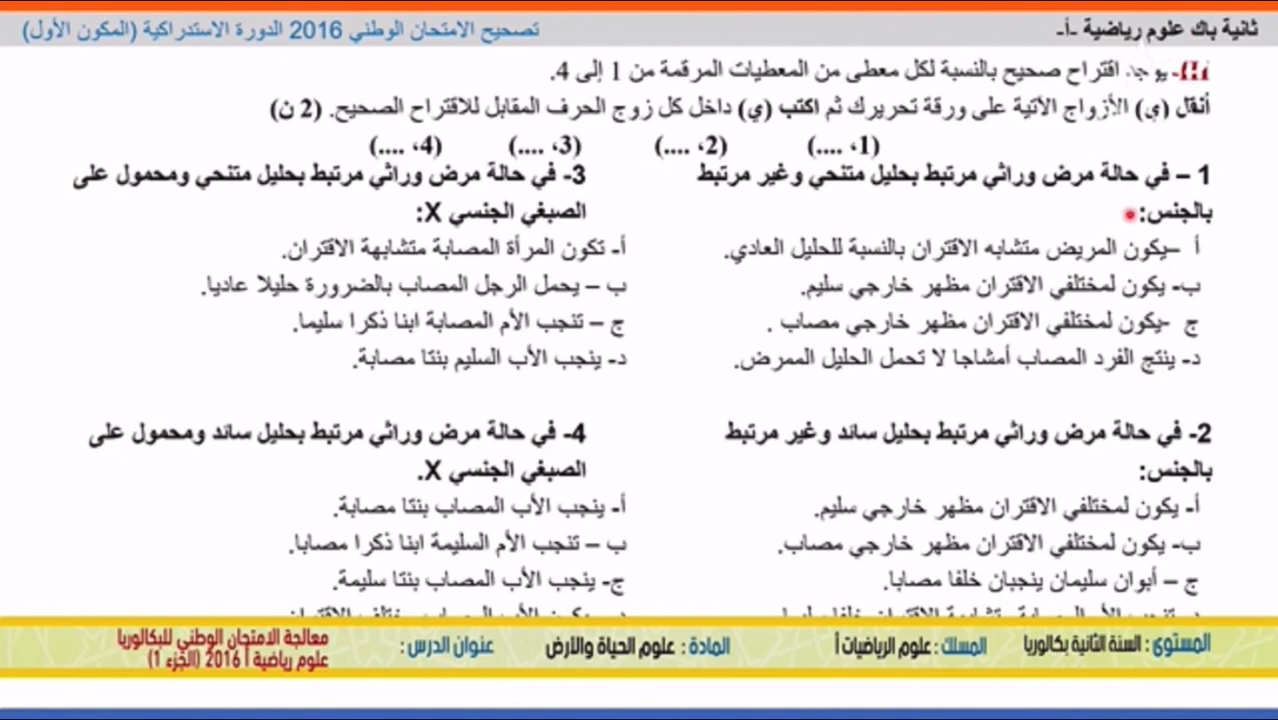 ثانية باك علوم رياضية -أ-
تصحيح الامتحان الوطني 2016 الدورة الاستدراكية (المكون الأول)
اقتراح صحيح بالنسبة لكل معطى من المعطيات المرقمة من 1 إلى 4.
أنقل (ي) الأزواج الآتية على ورقة تحريرك ثم اكتب (ي) داخل كل زوج الحرف المقابل للاقتراح الصحيح. (2 ن)
(1، ....) (2، ....) (3، ....) (4، ....)
1 – في حالة مرض وراثي مرتبط بحليل متنحي وغير مرتبط
بالجنس:
أ –يكون المريض متشابه الاقتران بالنسبة للحليل العادي.
ب- يكون لمختلفي الاقتران مظهر خارجي سليم.
ج -يكون لمختلفي الاقتران مظهر خارجي مصاب .
د- ينتج الفرد المصاب أمشاجا لا تحمل الحليل الممرض.
2- في حالة مرض وراثي مرتبط بحليل سائد وغير مرتبط
بالجنس:
أ- يكون لمختلفي الاقتران مظهر خارجي سليم.
ب- يكون لمختلفي الاقتران مظهر خارجي مصاب.
ج – أبوان سليمان ينجبان خلفا مصابا.
3- في حالة مرض وراثي مرتبط بحليل متنحي ومحمول على
الصبغي الجنسي X:
أ- تكون المرأة المصابة متشابهة الاقتران.
ب – يحمل الرجل المصاب بالضرورة حليلا عاديا.
ج – تنجب الأم المصابة ابنا ذكرا سليما.
د- ينجب الأب السليم بنتا مصابة.
4- في حالة مرض وراثي مرتبط بحليل سائد ومحمول على
الصبغي الجنسي X.
أ- ينجب الأب المصاب بنتا مصابة.
ب – تنجب الأم السليمة ابنا ذكرا مصابا.
ج- ينجب الأب المصاب بنتا سليمة.
المستوى : السنة الثانية بكالوريا
المسلك : علوم الرياضيات أ
المادة : علوم الحياة والأرض
عنوان الدرس :
معالجة الامتحان الوطني للبكالوريا
علوم رياضية أ 2016 (الجزء 1)